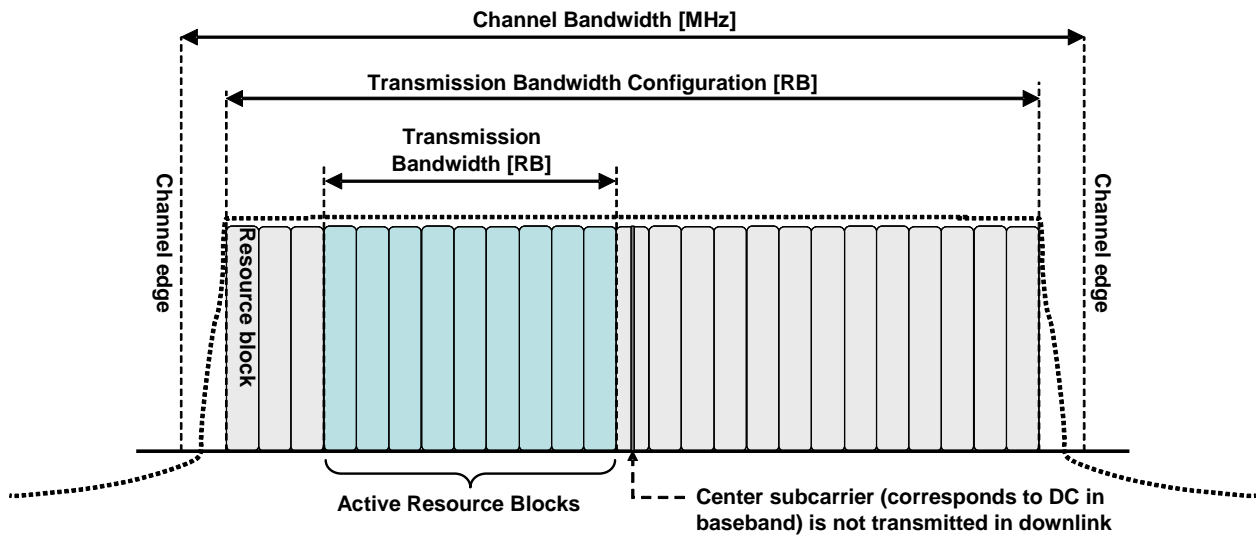 Channel Bandwidth [MHz]
Transmission Bandwidth Configuration [RB]
Transmission
Bandwidth [RB]
Channel edge
Channel edge
Resource block
Active Resource Blocks
Center subcarrier (corresponds to DC in
baseband) is not transmitted in downlink